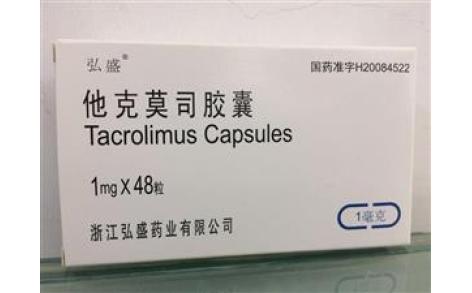 弘盛®
国药准字H20084522
他克莫司胶囊
Tacrolimus Capsules
1mg X 48粒
1毫克
浙江弘盛药业有限公司